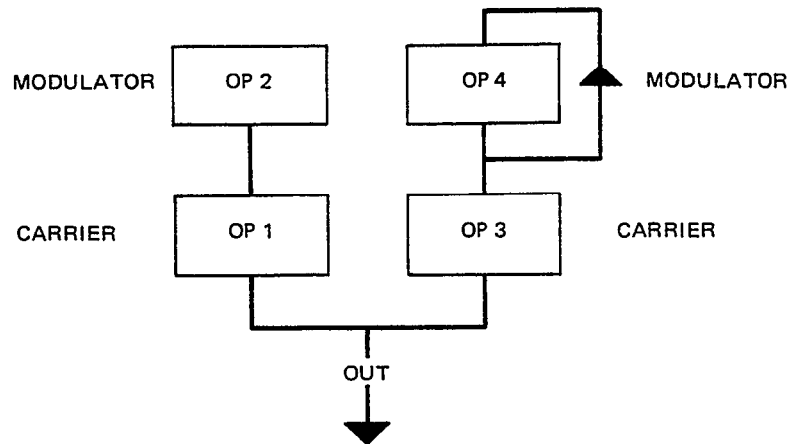 MODULATOR OP 2 OP 4 MODULATOR
CARRIER OP 1 OP 3 CARRIER
OUT